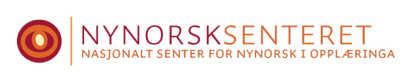 NYNORSKSENTERET
NASJONALT SENTER FOR NYNORSK I OPPLÆRINGA